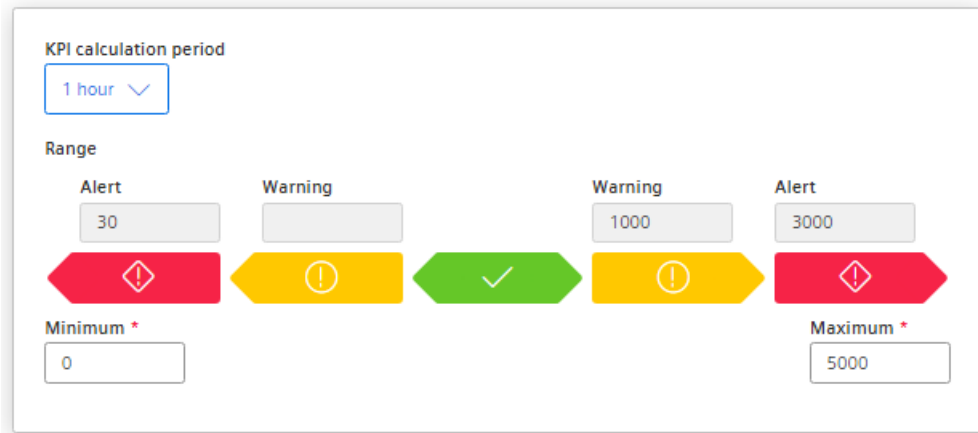 KPI calculation period
1 hour
Range
Alert Warning Warning Alert
30 1000 3000
Minimum * Maximum *
0 5000